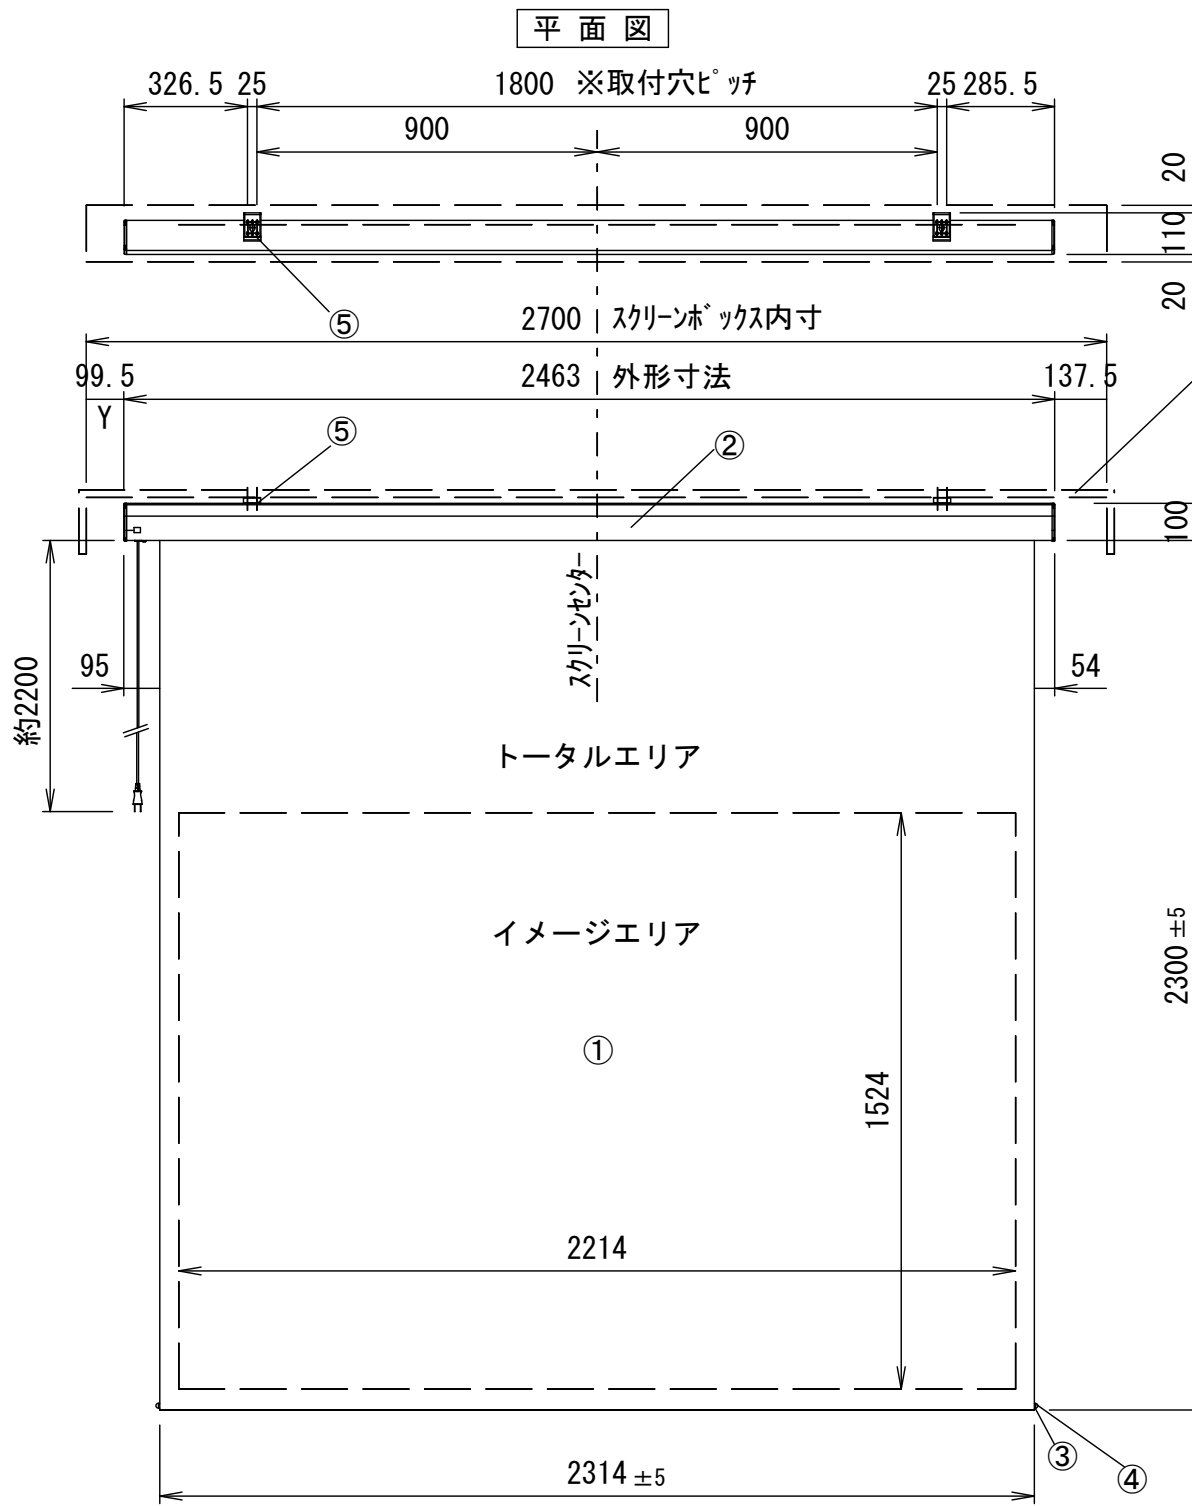 平面図
326.5 25 1800 ※取付穴ピッチ 25 285.5
900 900
20
110
20
⑤
2700 スクリーンボックス内寸
99.5 2463 外形寸法 137.5
Y
⑤ ②
100
スクリーンセンター
95 54
約2200
トータルエリア
イメージエリア
2300 ±5
①
1524
2214
③
④
2314 ±5